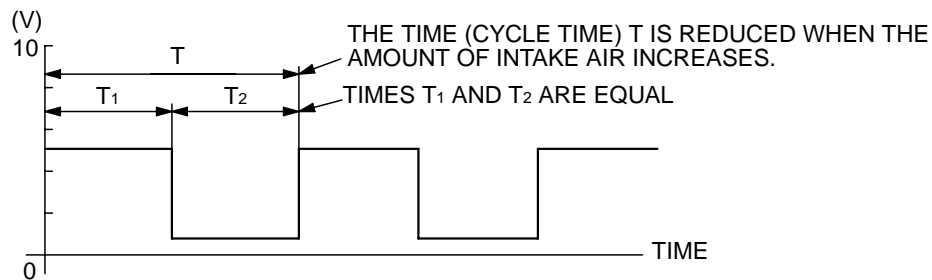 (V)
10
THE TIME (CYCLE TIME) T IS REDUCED WHEN THE
AMOUNT OF INTAKE AIR INCREASES.
T
T1 T2
TIMES T1 AND T2 ARE EQUAL
TIME
0